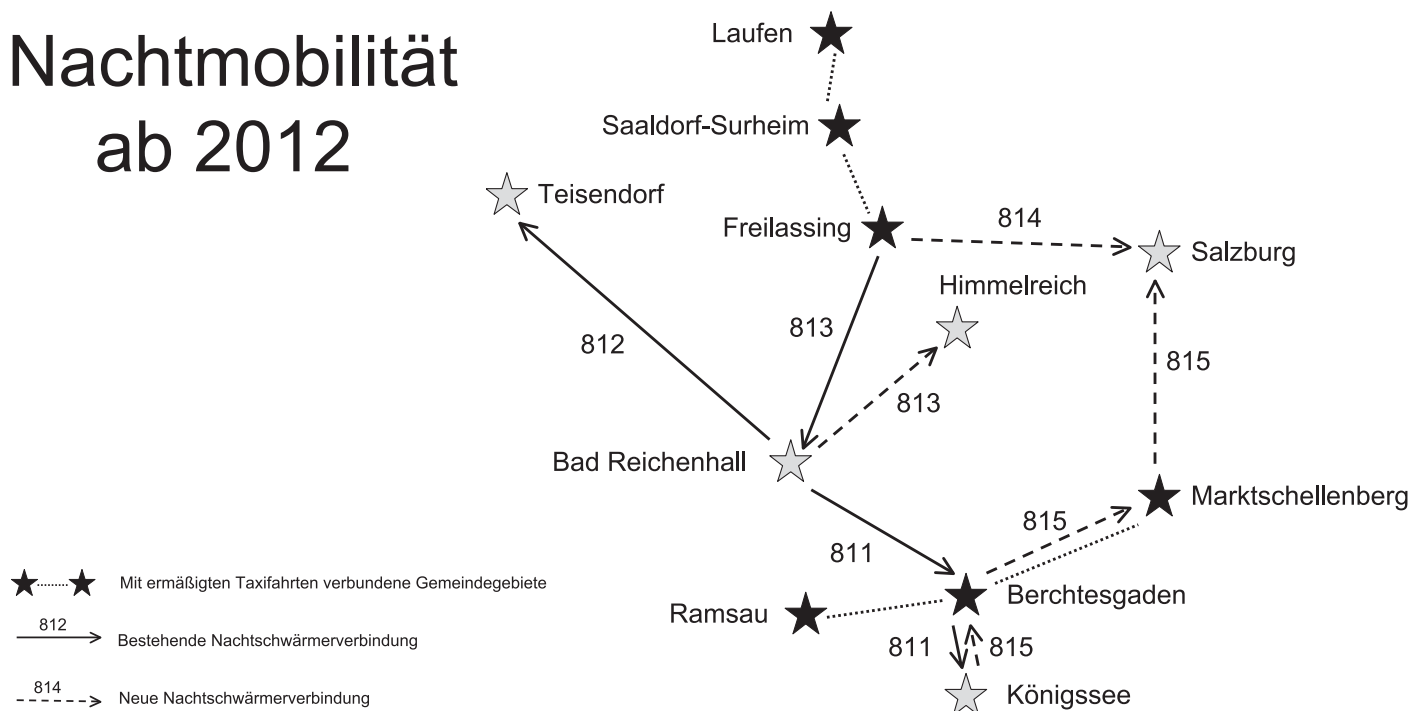 Nachtmobilität
ab 2012
Laufen
Saaldorf-Surheim
Teisendorf
Freilassing
814
Salzburg
Himmelreich
813
812
815
813
Bad Reichenhall
Marktschellenberg
815
811
Berchtesgaden
Ramsau
811
815
Königssee
Mit ermäßigten Taxifahrten verbundene Gemeindegebiete
812
Bestehende Nachtschwärmerverbindung
814
Neue Nachtschwärmerverbindung